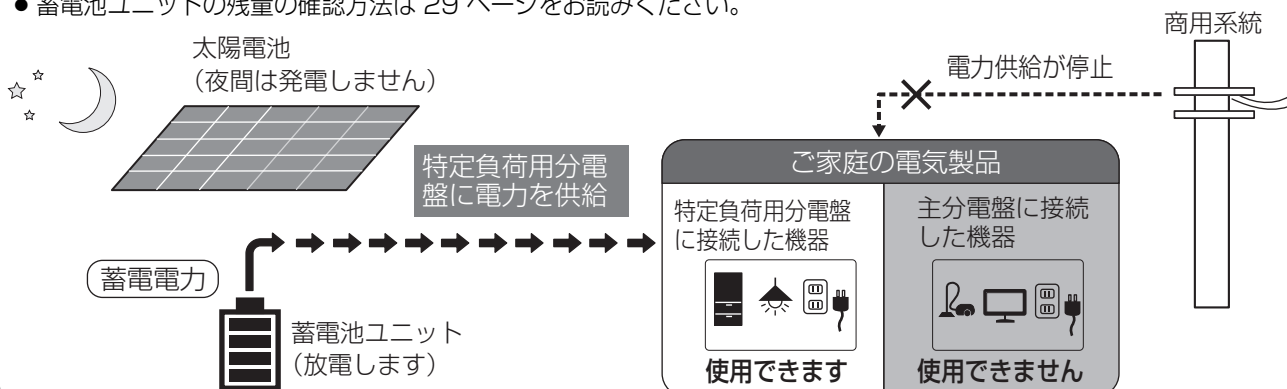 ● 蓄電池ユニットの残量の確認方法は 29 ページをお読みください。
商用系統
太陽電池
(夜間は発電しません)
電力供給が停止
特定負荷用分電
盤に電力を供給
ご家庭の電気製品
特定負荷用分電盤
に接続した機器
主分電盤に接続
した機器
蓄電電力
蓄電池ユニット
(放電します)
使用できます
使用できません